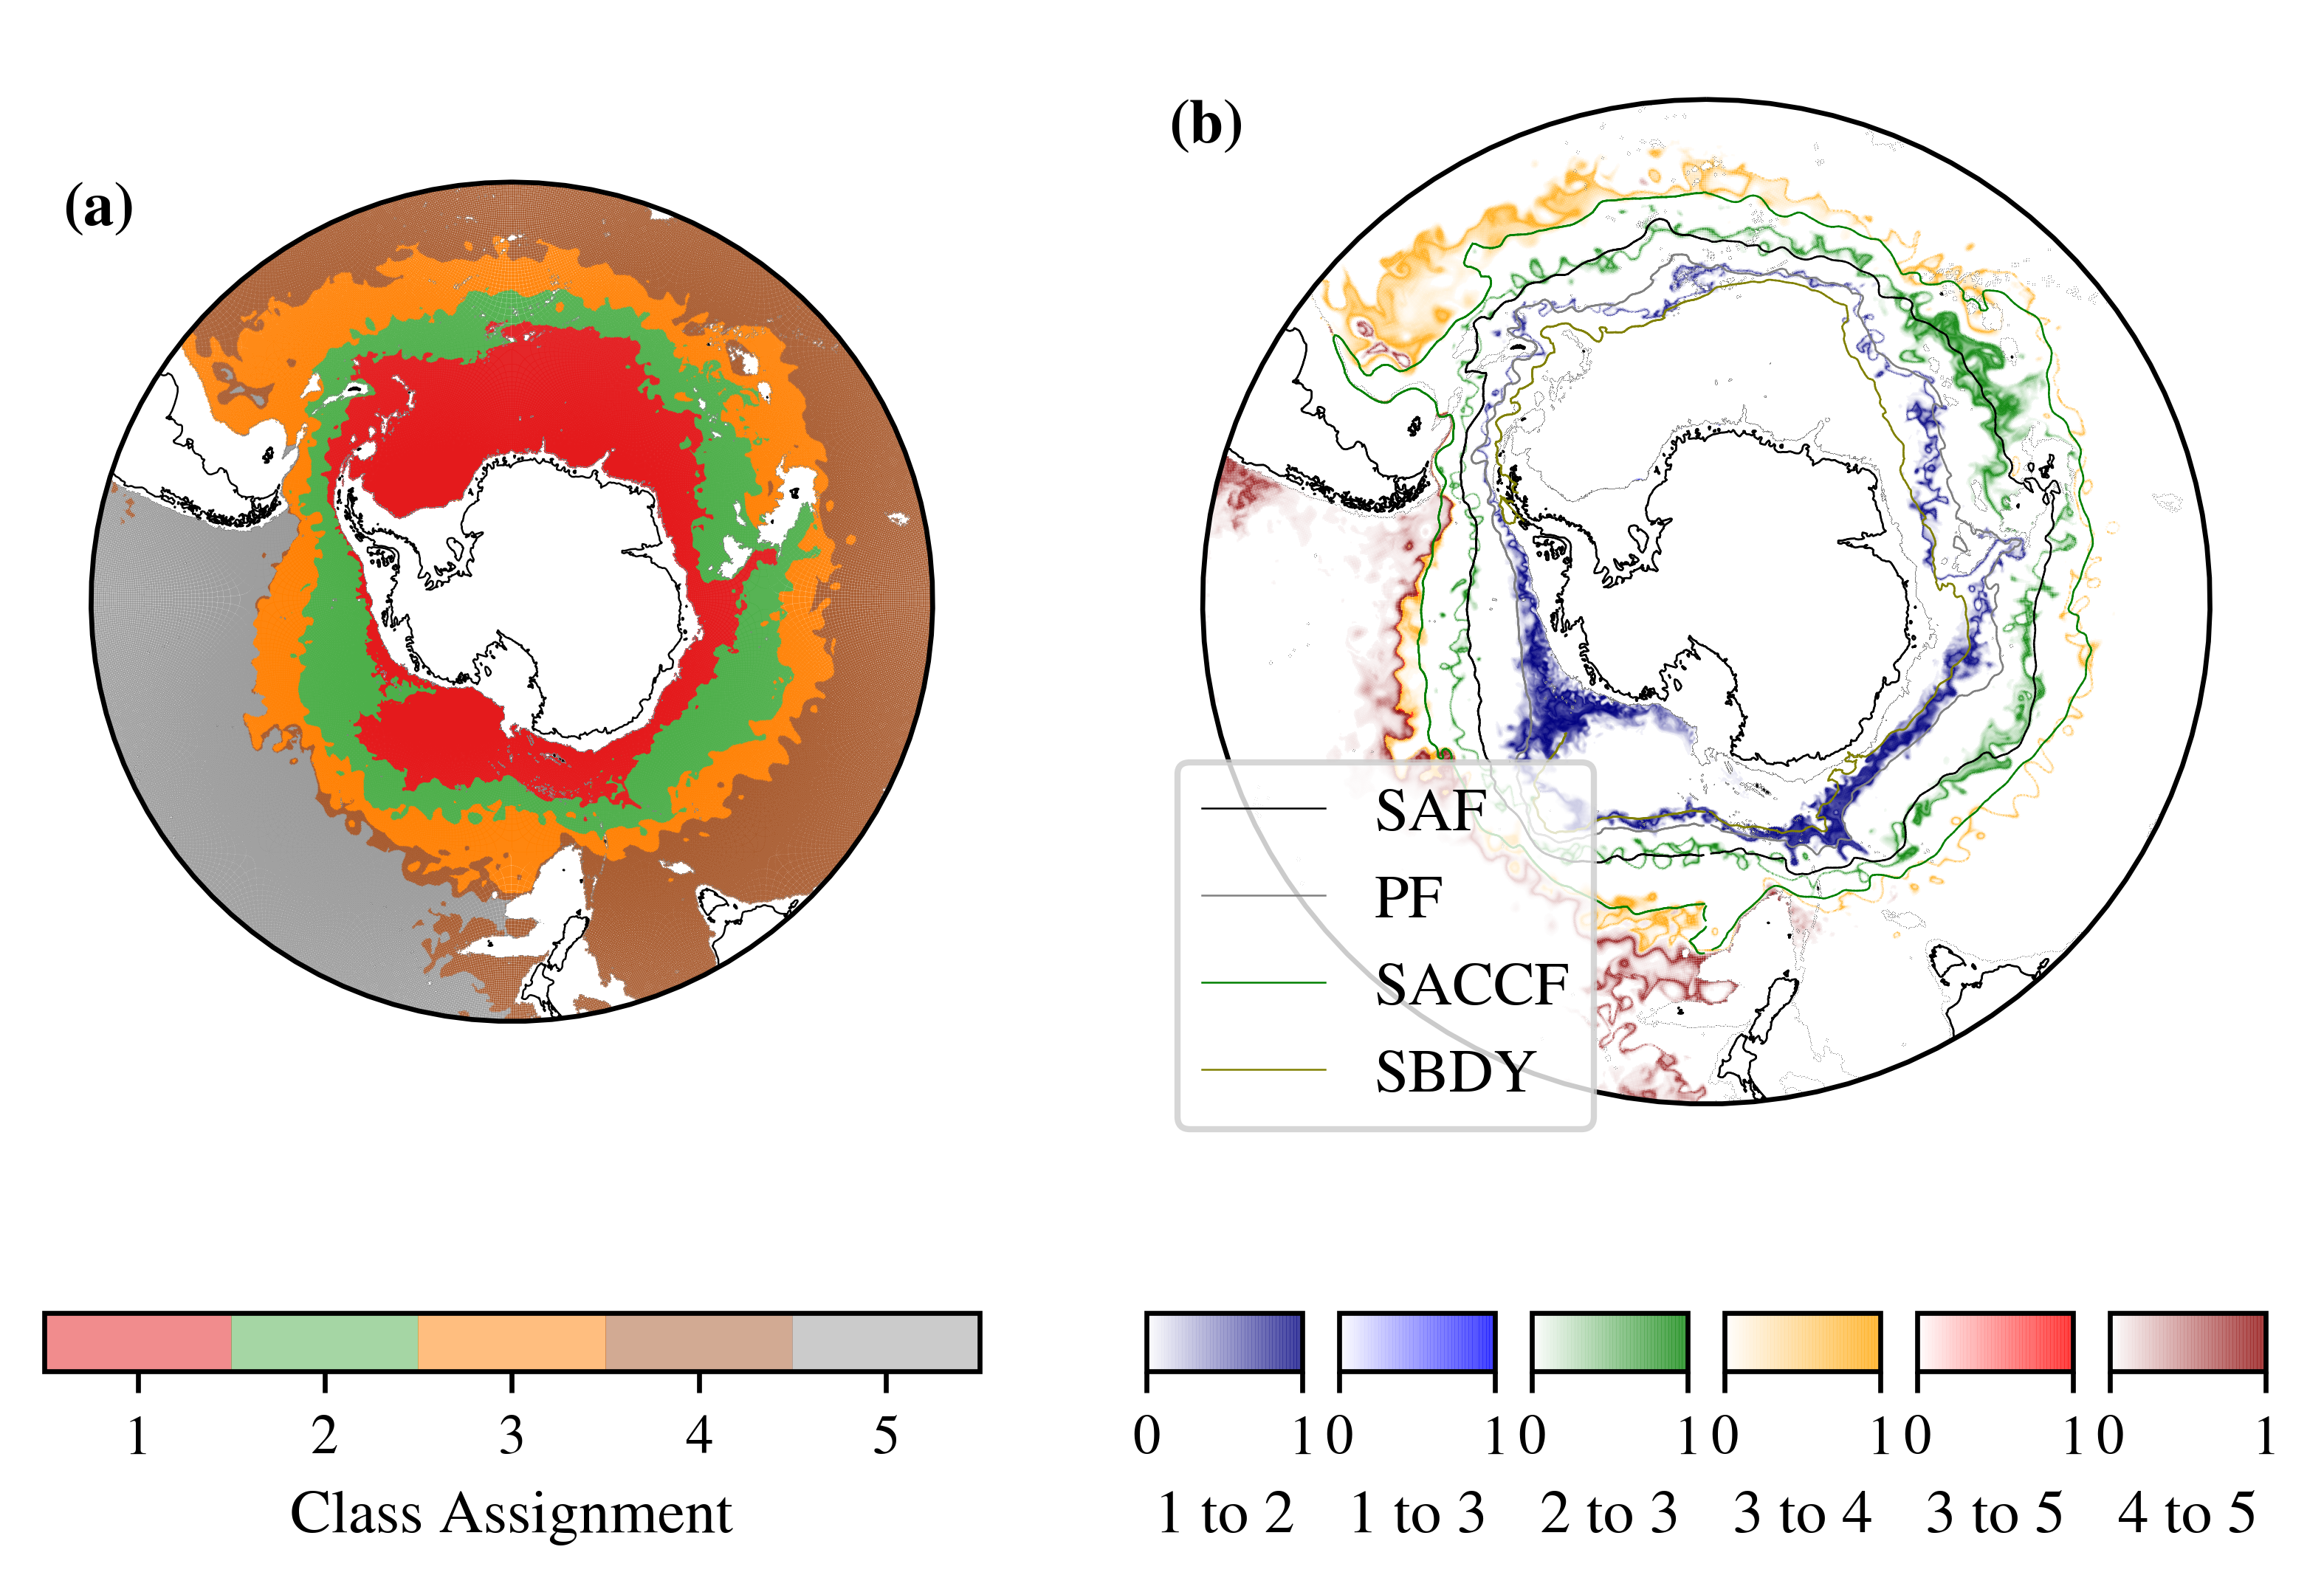 (a)
(b)
SAF
PF
SACCF
SBDY
1 2 3 4 5
Class Assignment
0 1 0 1 0 1 0 1 0 1 0 1
1 to 2 1 to 3 2 to 3 3 to 4 3 to 5 4 to 5